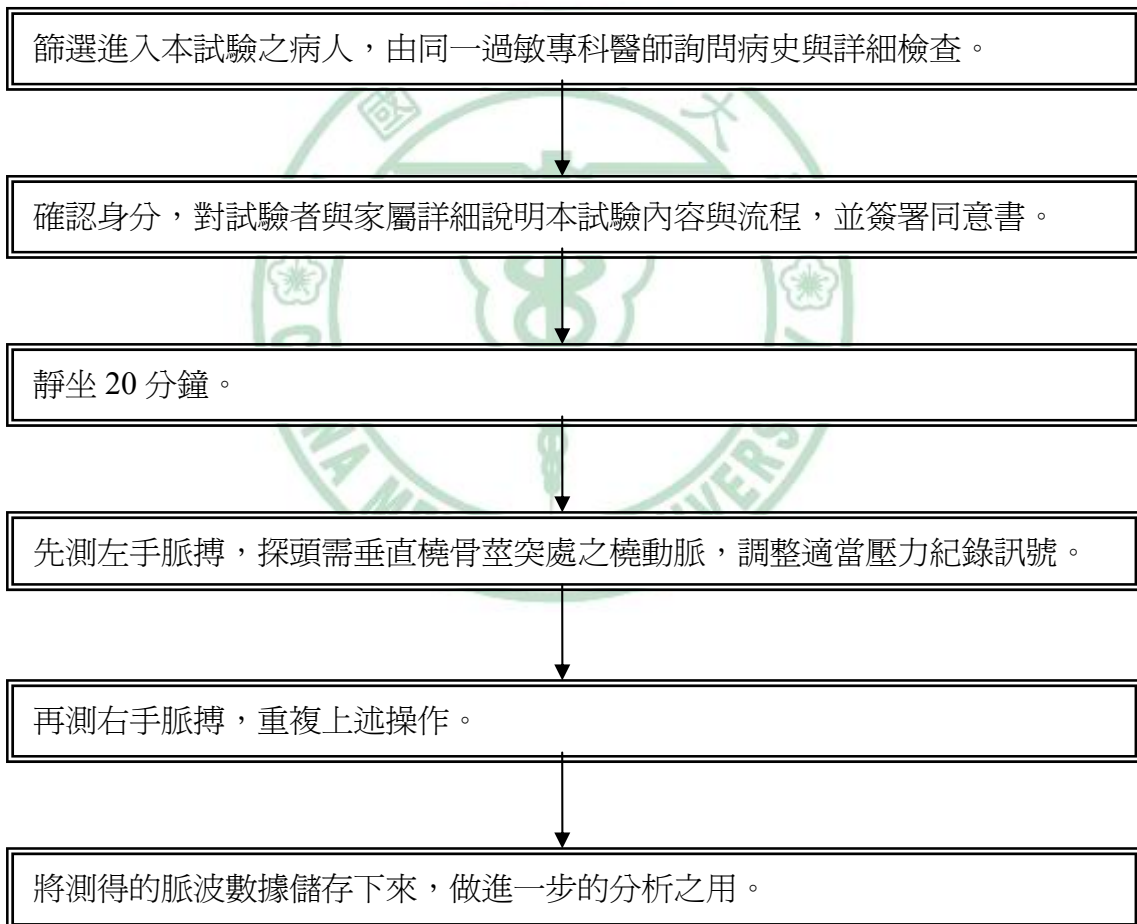 篩選進入本試驗之病人，由同一過敏專科醫師詢問病史與詳細檢查。
國 大
確認身分，對試驗者與家屬詳細說明本試驗內容與流程，並簽署同意書。
靜坐 20 分鐘。
先測左手脈搏，探頭需垂直橈骨莖突處之橈動脈，調整適當壓力紀錄訊號。
再測右手脈搏，重複上述操作。
將測得的脈波數據儲存下來，做進一步的分析之用。